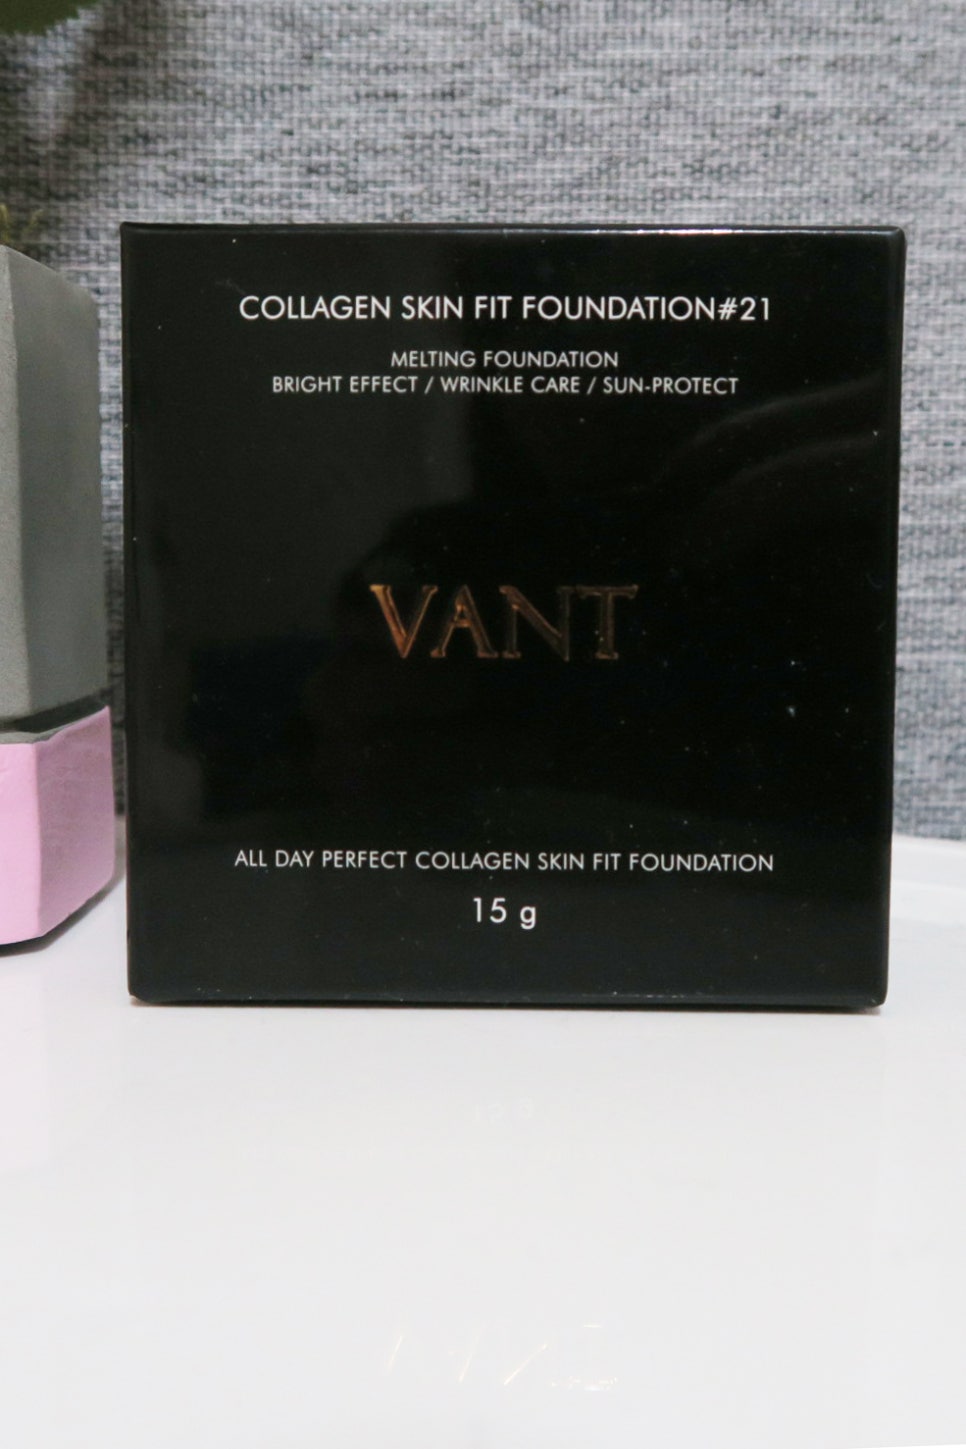 COLLAGEN SKIN FIT FOUNDATION#21
MELTING FOUNDATION
BRIGHT EFFECT / WRINKLE CARE / SUN-PROTECT
VANT
ALL DAY PERFECT COLLAGEN SKIN FIT FOUNDATION
15 g